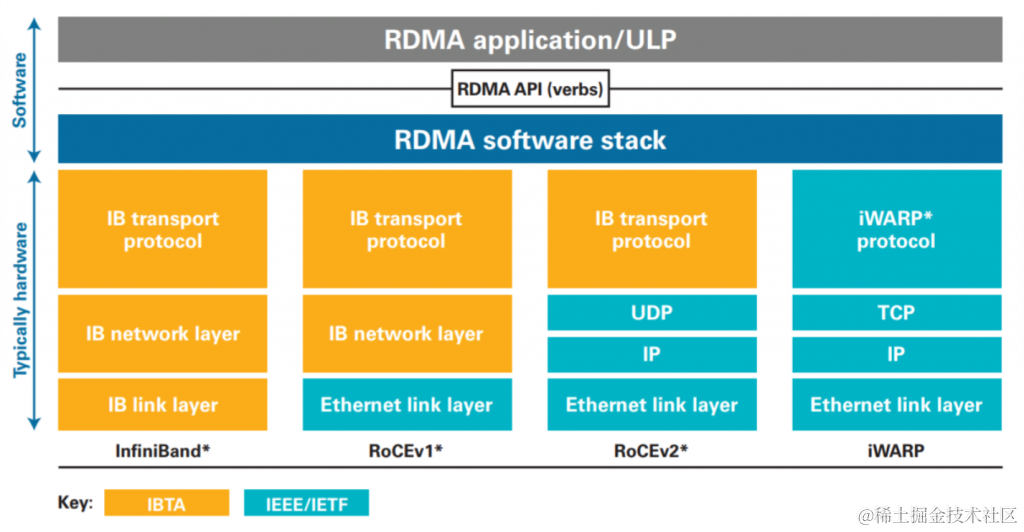 RDMA application/ULP
RDMA API (verbs)
RDMA software stack
Software
Typically hardware
IB transport
protocol
IB network layer
IB link layer
InfiniBand*
IB transport
protocol
IB network layer
Ethernet link layer
RoCEv1*
IB transport
protocol
UDP
IP
Ethernet link layer
RoCEv2*
iWARP*
protocol
TCP
IP
Ethernet link layer
iWARP
Key:
IBTA
IEEE/IETF
@稀土掘金技术社区